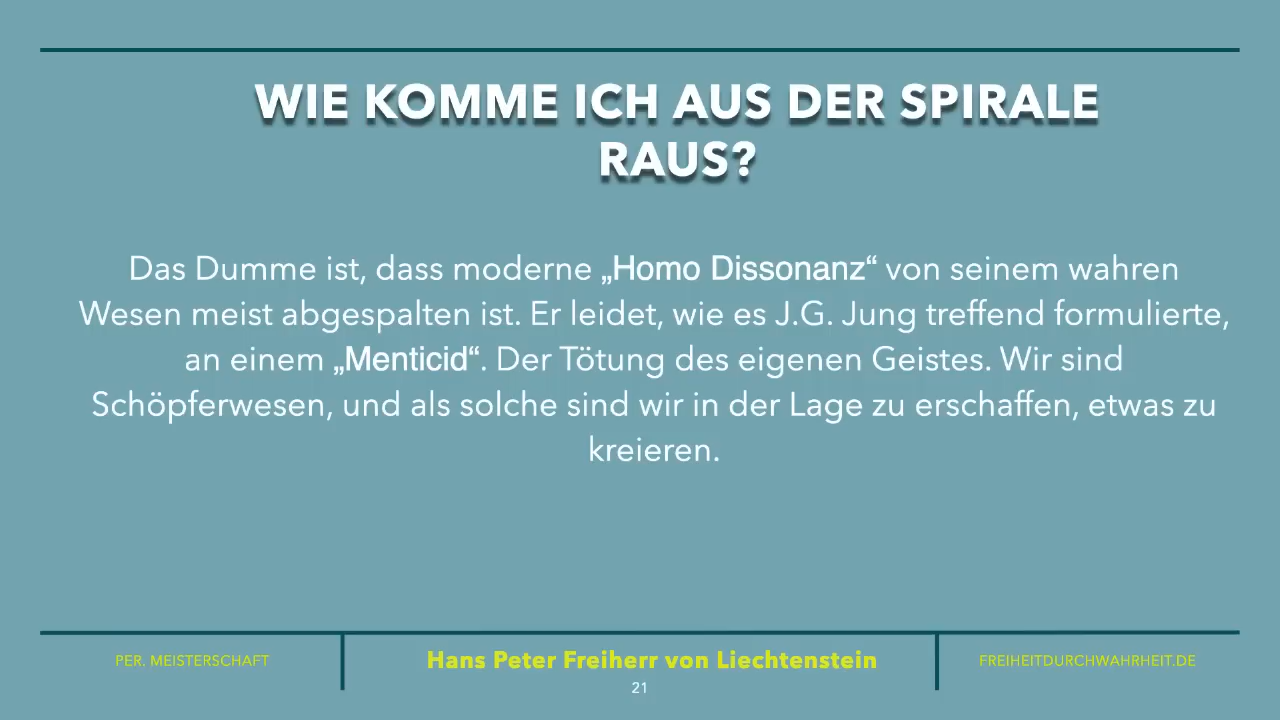 WIE KOMME ICH AUS DER SPIRALE
RAUS?
Das Dumme ist, dass moderne „Homo Dissonanz“ von seinem wahren
Wesen meist abgespalten ist. Er leidet, wie es J.G. Jung treffend formulierte,
an einem „Menticid“. Der Tötung des eigenen Geistes. Wir sind
Schöpferwesen, und als solche sind wir in der Lage zu erschaffen, etwas zu
kreieren.
PER. MEISTERSCHAFT
Hans Peter Freiherr von Liechtenstein
FREIHEITDURCHWAHRHEIT.DE
21